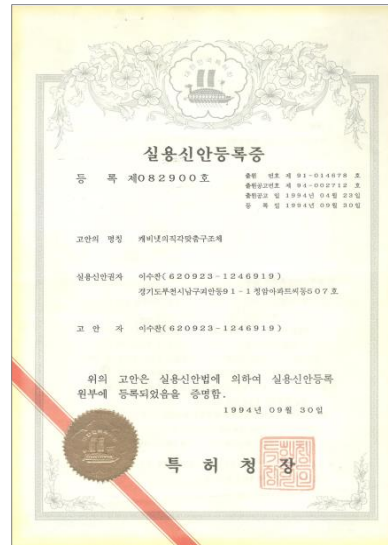 실용신안등록증
등 록 제082900호
출원 번호 제 91-014678 호
출원공고번호 제 94-002712 호
출원공고 일 1994년 04월 23일
등 록 일 1994년 09월 30일
고안의 명칭 캐비넷의직각맞춤구조체
실용신안권자 이수찬(620923-1246919)
경기도부천시남구괴안동91-1청암아파트씨동507호
고 안 자 이수찬(620923-1246919)
위의 고안은 실용신안법에 의하여 실용신안등록
원부에 등록되었음을 증명함.
1994년 09월 30일
특 허 청 장